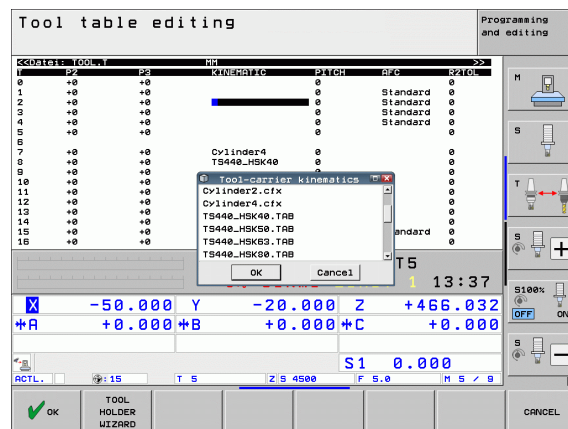 Tool table editing
Programming
and editing
<<Datei: TOOL.T MM >>
T P2 P3 KINEMATIC PITCH AFC R2TOL
0 +0 +0 0 0
1 +0 +0 0 Standard 0
2 +0 +0 0 Standard 0
3 +0 +0 0 Standard 0
4 +0 +0 0 Standard 0
5 +0 +0 0 0
6
7 +0 +0 Cylinder4 0 0
8 +0 +0 TS440_HSK40 0 0
9 +0 +0 0
10 +0 +0 0
11 +0 +0 0
12 +0 +0 0
13 +0 +0 0
14 +0 +0 0
15 +0 +0 andard 0
16 +0 +0 0
Tool-carrier kinematics
Cylinder2.cfx
Cylinder4.cfx
TS440_HSK40.TAB
TS440_HSK50.TAB
TS440_HSK63.TAB
TS440_HSK80.TAB
OK Cancel
T5
1 13:37
X -50.000 Y -20.000 Z +466.032
A +0.000 B +0.000 C +0.000
S1 0.00
ACTL. : 15 T 5 Z S 4500 F 5.0 M 5 / 9
M
S
T
S
S100%
OFF ON
S
OK
TOOL
HOLDER
WIZARD
CANCEL